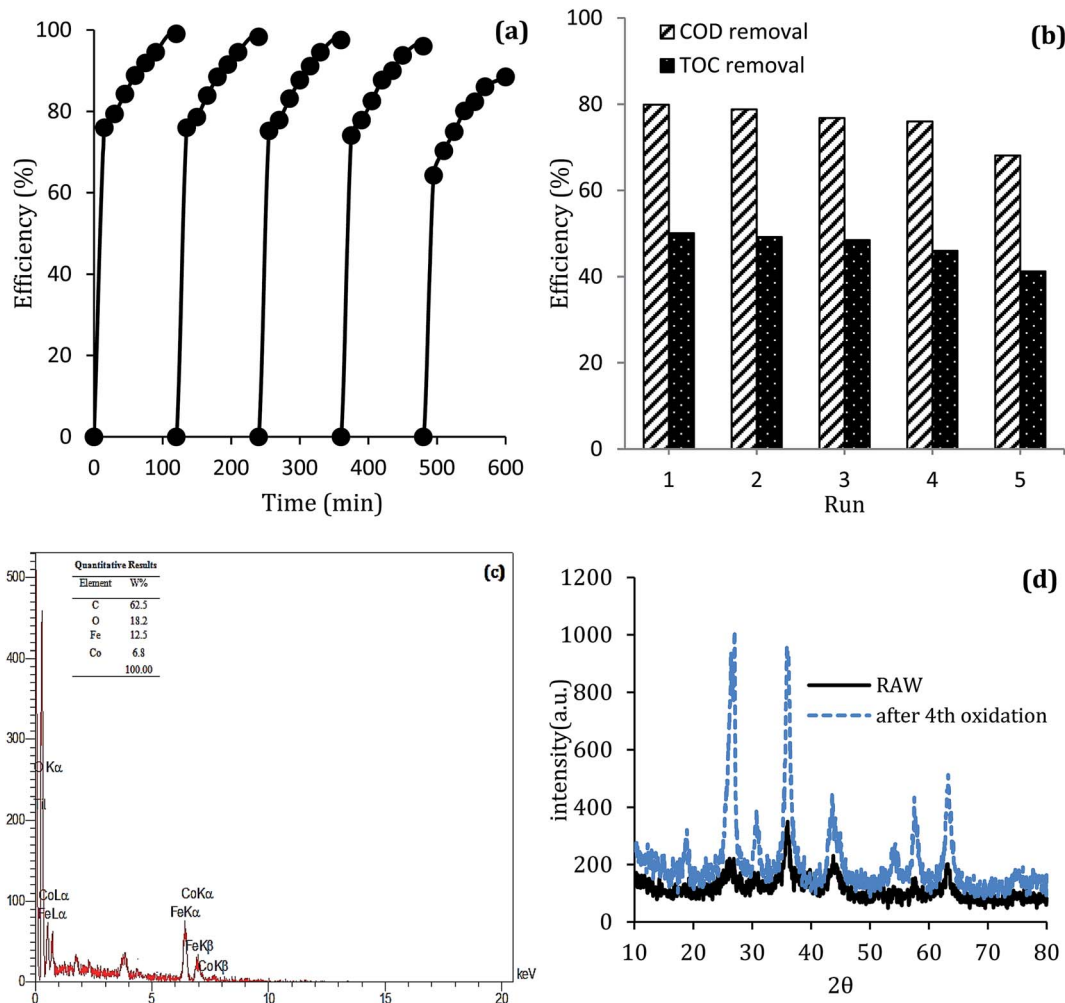 (a)
Efficiency (%)
100
80
60
40
20
0
0 100 200 300 400 500 600
Time (min)
(b)
COD removal
TOC removal
Efficiency (%)
100
80
60
40
20
0
1 2 3 4 5
Run
(c)
Quantitative Results
Element W%
C 62.5
O 18.2
Fe 12.5
Co 6.8
100.00
500
400
300
200
100
0
O Kα
CoLα
FeLα
CoKα
FeKα
FeKβ
CoKβ
0 5 10 15 20
keV
(d)
intensity(a.u.)
1200
1000
800
600
400
200
0
RAW
after 4th oxidation
10 20 30 40 50 60 70 80
2θ